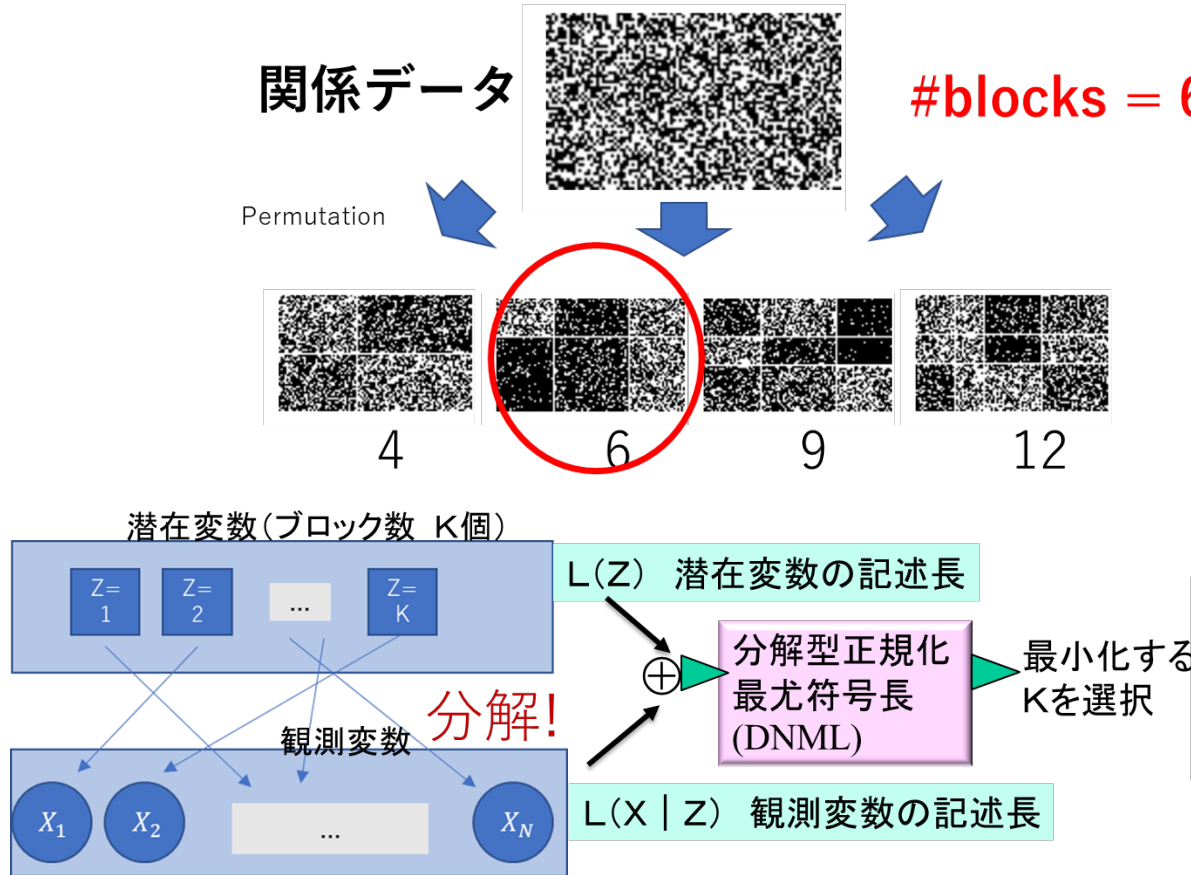 関係データ
#blocks = 6
Permutation
4
6
9
12
潜在変数(ブロック数 K個)
Z=
1
Z=
2
...
Z=
K
分解!
観測変数
X_1
X_2
...
X_N
L(Z) 潜在変数の記述長
分解型正規化
最尤符号長
(DNML)
最小化する
Kを選択
L(X|Z) 観測変数の記述長